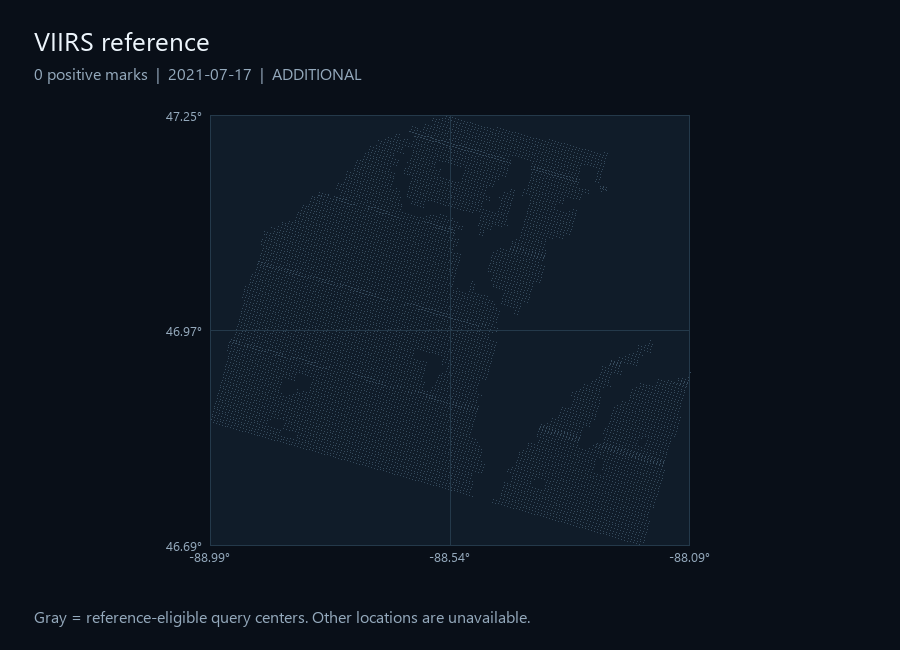 VIIRS reference
0 positive marks | 2021-07-17 | ADDITIONAL
47.25°
46.97°
46.69°
-88.99°
-88.54°
-88.09°
Gray = reference-eligible query centers. Other locations are unavailable.